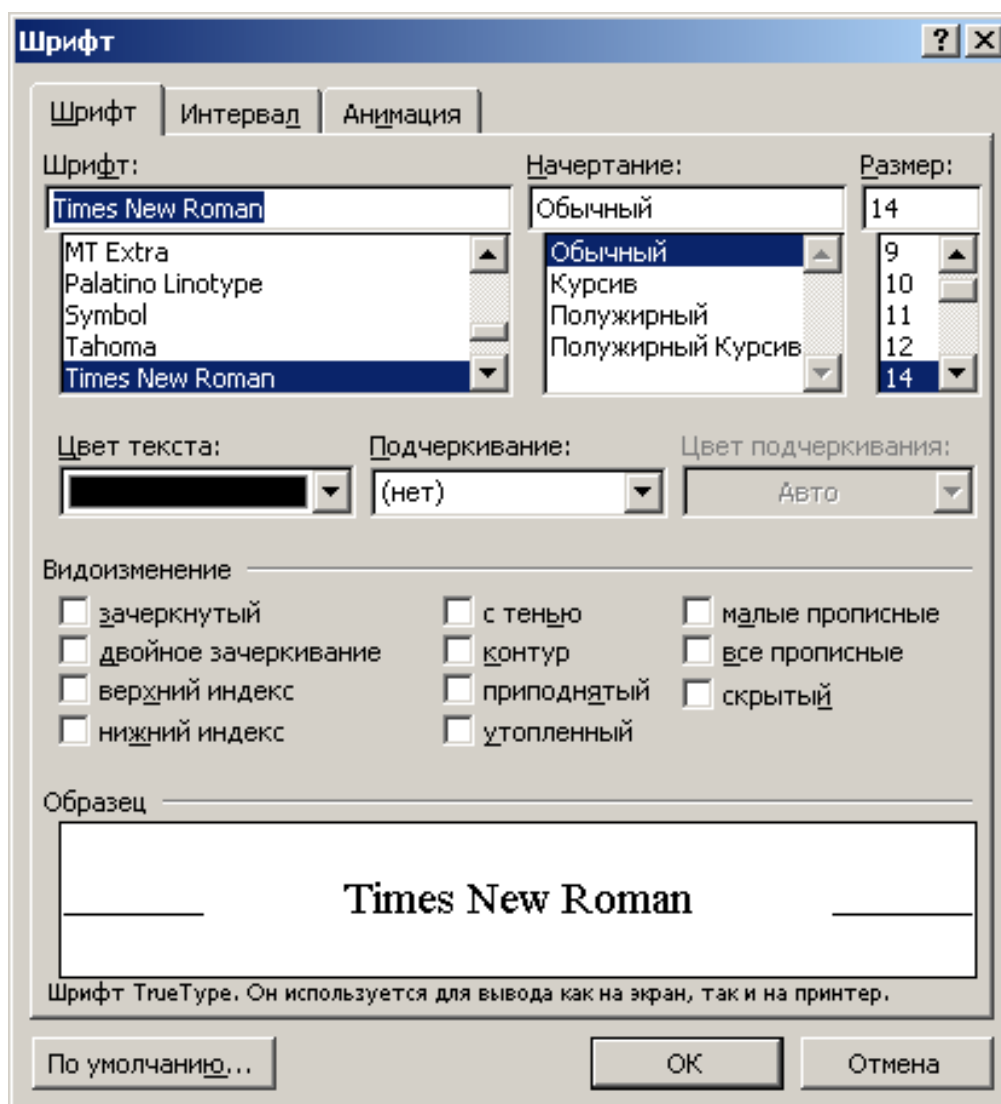 Шрифт
Шрифт Интервал Анимация
Шрифт: Начертание: Размер:
Times New Roman Обычный 14
MT Extra Обычный 9
Palatino Linotype Курсив 10
Symbol Полужирный 11
Tahoma Полужирный Курсив 12
Times New Roman 14
Цвет текста: Подчеркивание: Цвет подчеркивания:
(нет) Авто
Видоизменение
зачеркнутый с тенью малые прописные
двойное зачеркивание контур все прописные
верхний индекс приподнятый скрытый
нижний индекс утопленный
Образец
Times New Roman
Шрифт TrueType. Он используется для вывода как на экран, так и на принтер.
По умолчанию... ОК Отмена